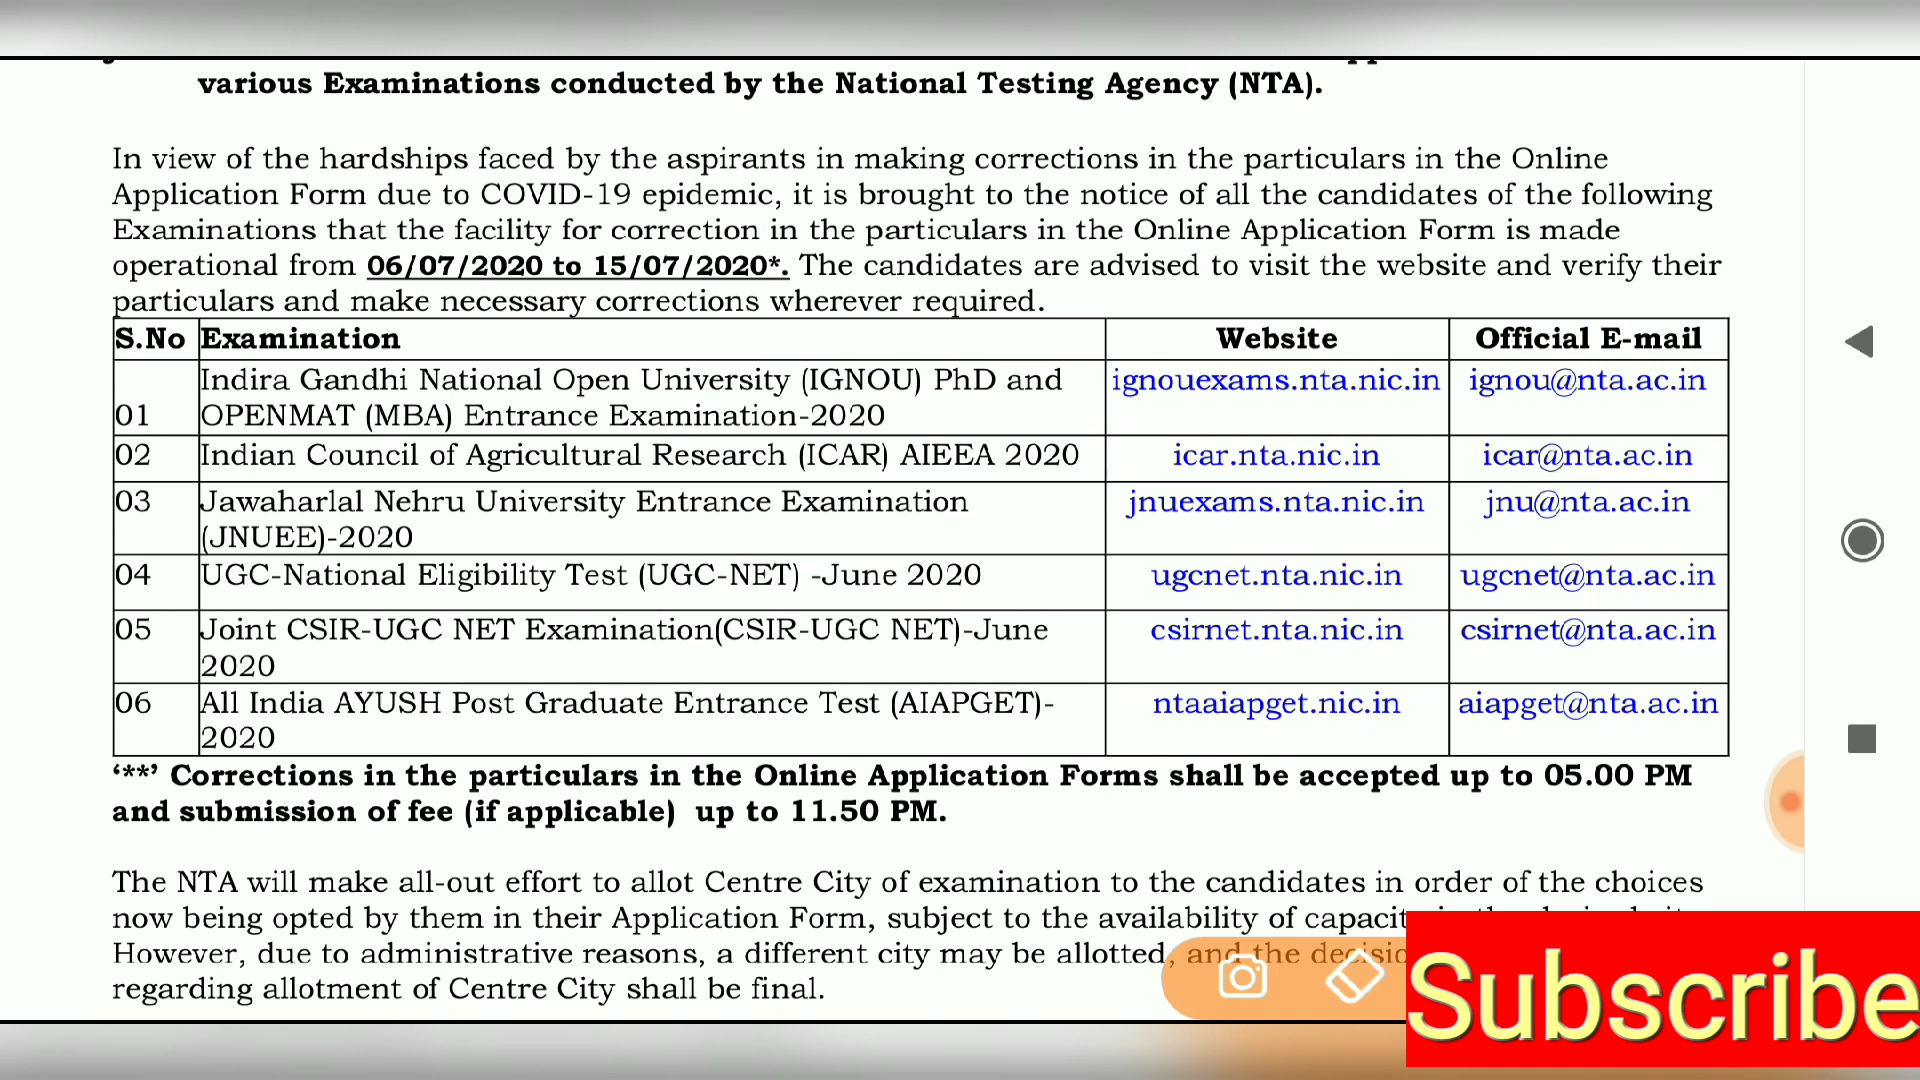 various Examinations conducted by the National Testing Agency (NTA).
In view of the hardships faced by the aspirants in making corrections in the particulars in the Online
Application Form due to COVID-19 epidemic, it is brought to the notice of all the candidates of the following
Examinations that the facility for correction in the particulars in the Online Application Form is made
operational from 06/07/2020 to 15/07/2020*. The candidates are advised to visit the website and verify their
particulars and make necessary corrections wherever required.
S.No Examination Website Official E-mail
01 Indira Gandhi National Open University (IGNOU) PhD and ignouexams.nta.nic.in ignou@nta.ac.in
OPENMAT (MBA) Entrance Examination-2020
02 Indian Council of Agricultural Research (ICAR) AIEEA 2020 icar.nta.nic.in icar@nta.ac.in
03 Jawaharlal Nehru University Entrance Examination jnuexams.nta.nic.in jnu@nta.ac.in
(JNUEE)-2020
04 UGC-National Eligibility Test (UGC-NET) -June 2020 ugcnet.nta.nic.in ugcnet@nta.ac.in
05 Joint CSIR-UGC NET Examination(CSIR-UGC NET)-June csirnet.nta.nic.in csirnet@nta.ac.in
2020
06 All India AYUSH Post Graduate Entrance Test (AIAPGET)- ntaaiapget.nic.in aiapget@nta.ac.in
2020
‘**’ Corrections in the particulars in the Online Application Forms shall be accepted up to 05.00 PM
and submission of fee (if applicable) up to 11.50 PM.
The NTA will make all-out effort to allot Centre City of examination to the candidates in order of the choices
now being opted by them in their Application Form, subject to the availability of
However, due to administrative reasons, a different city may be allotted, and the
regarding allotment of Centre City shall be final.
Subscribe